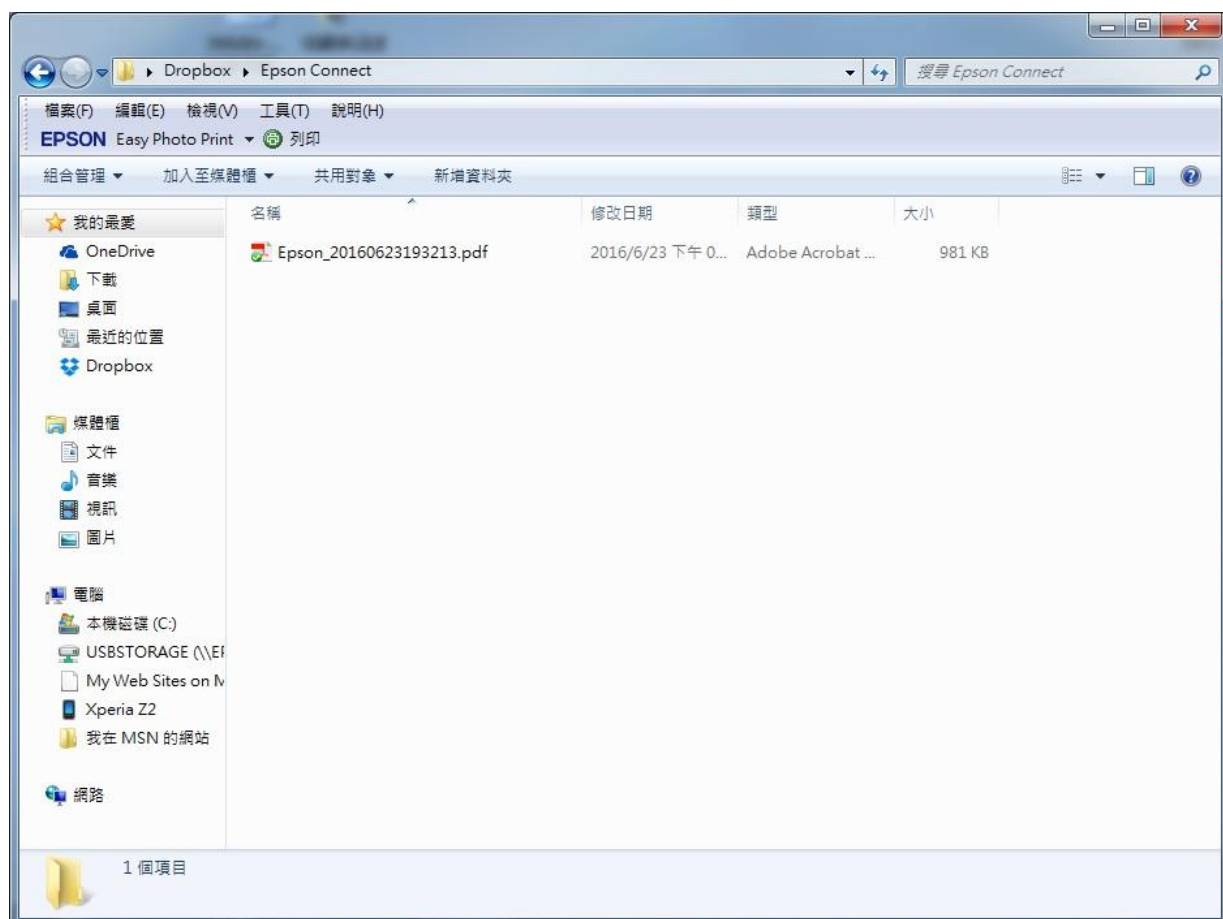 Dropbox ▸ Epson Connect
搜尋 Epson Connect
檔案(F) 編輯(E) 檢視(V) 工具(T) 說明(H)
EPSON Easy Photo Print 列印
組合管理 加入至媒體櫃 共用對象 新增資料夾
名稱 修改日期 類型 大小
我的最愛
OneDrive
Epson_20160623193213.pdf 2016/6/23 下午 0... Adobe Acrobat ... 981 KB
下載
桌面
最近的位置
Dropbox
媒體櫃
文件
音樂
視訊
圖片
電腦
本機磁碟 (C:)
USBSTORAGE (\\EF
My Web Sites on M
Xperia Z2
我在 MSN 的網站
網路
1 個項目